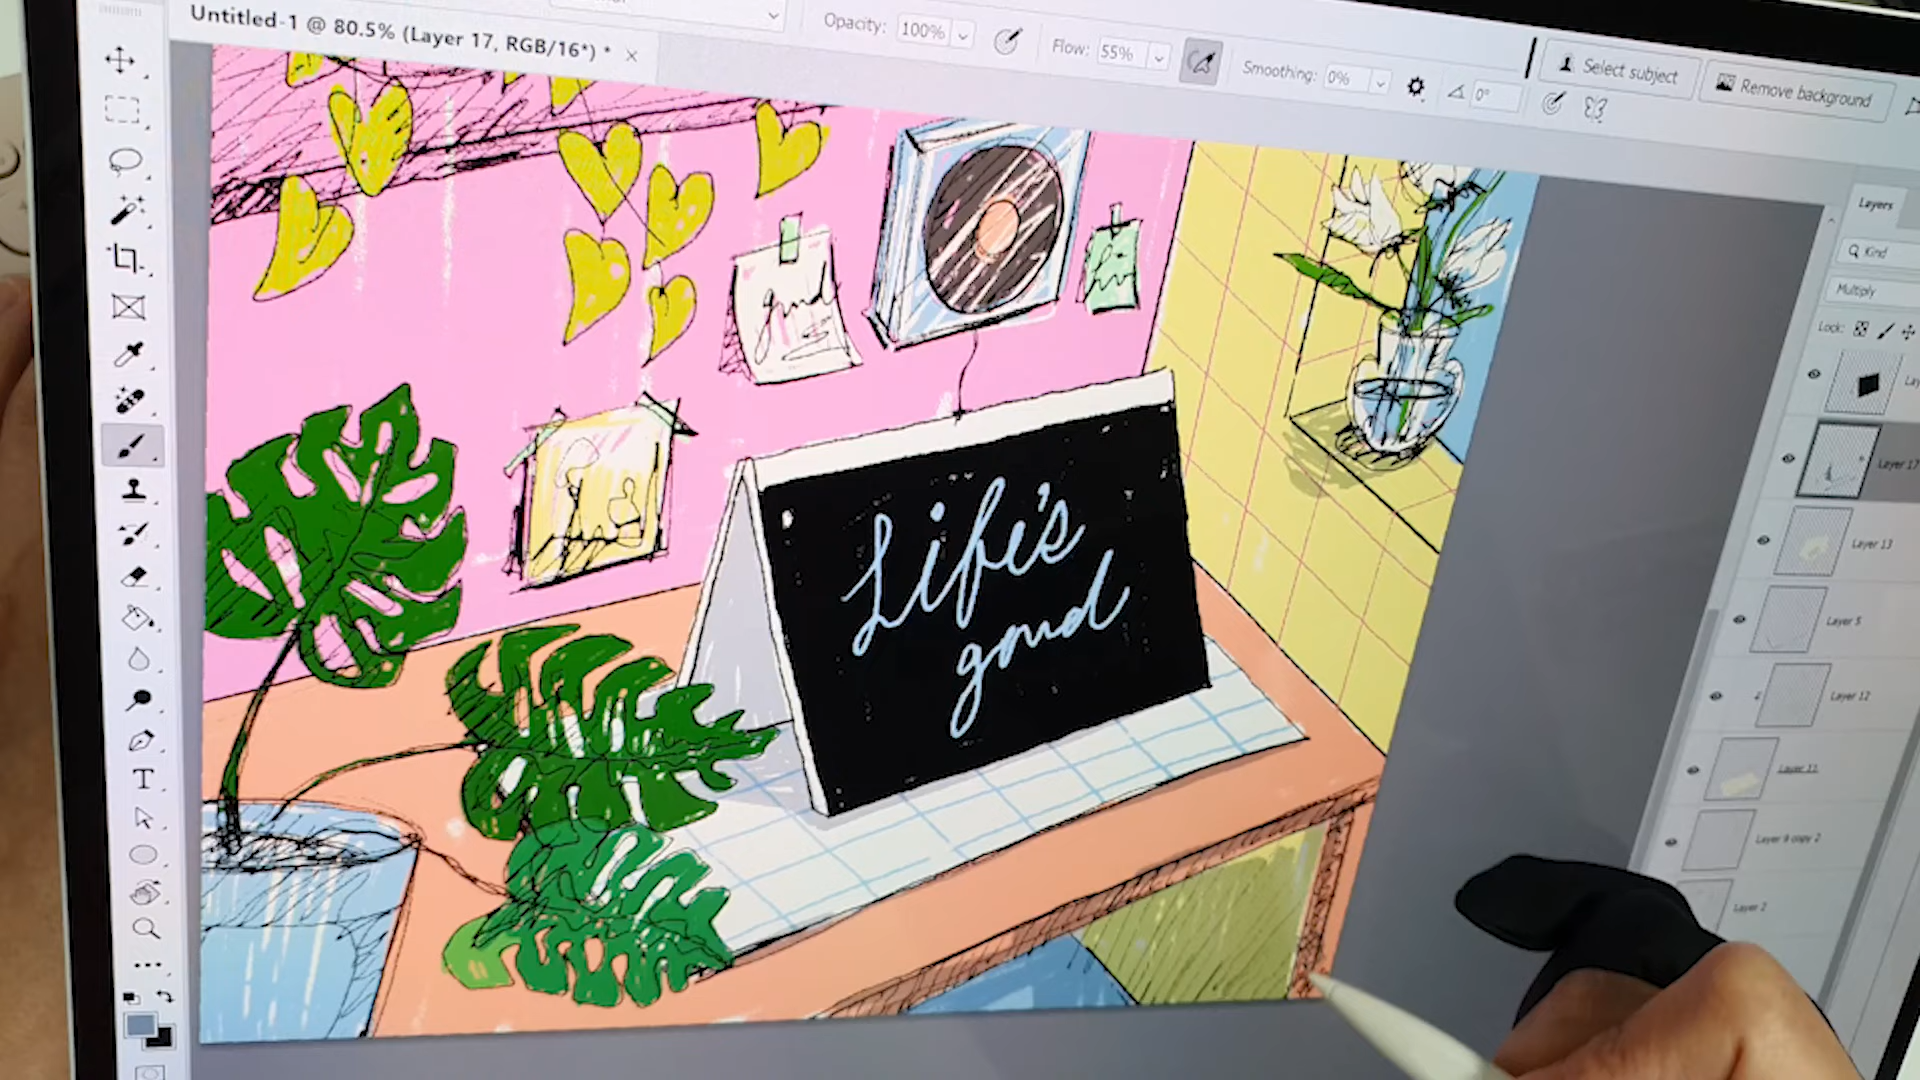 Untitled-1 @ 80.5% (Layer 17, RGB/16*) *
Opacity: 100%
Flow: 55%
Smoothing: 0%
0°
Select subject
Remove background
Layers
Kind
Multiply
Lock:
Layer 17
Layer 13
Layer 5
Layer 12
Layer 11
Layer 9 copy 2
Layer 2
good
Life's
good